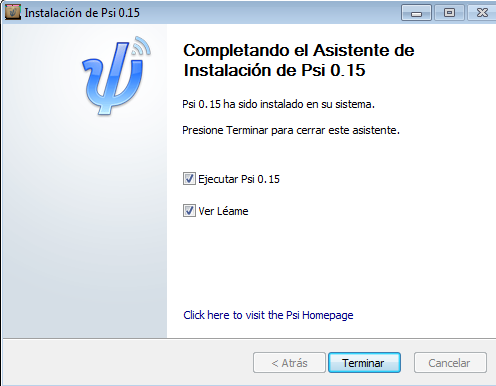 Instalación de Psi 0.15
Completando el Asistente de
Instalación de Psi 0.15
Psi 0.15 ha sido instalado en su sistema.
Presione Terminar para cerrar este asistente.
Ejecutar Psi 0.15
Ver Léame
Click here to visit the Psi Homepage
< Atrás
Terminar
Cancelar